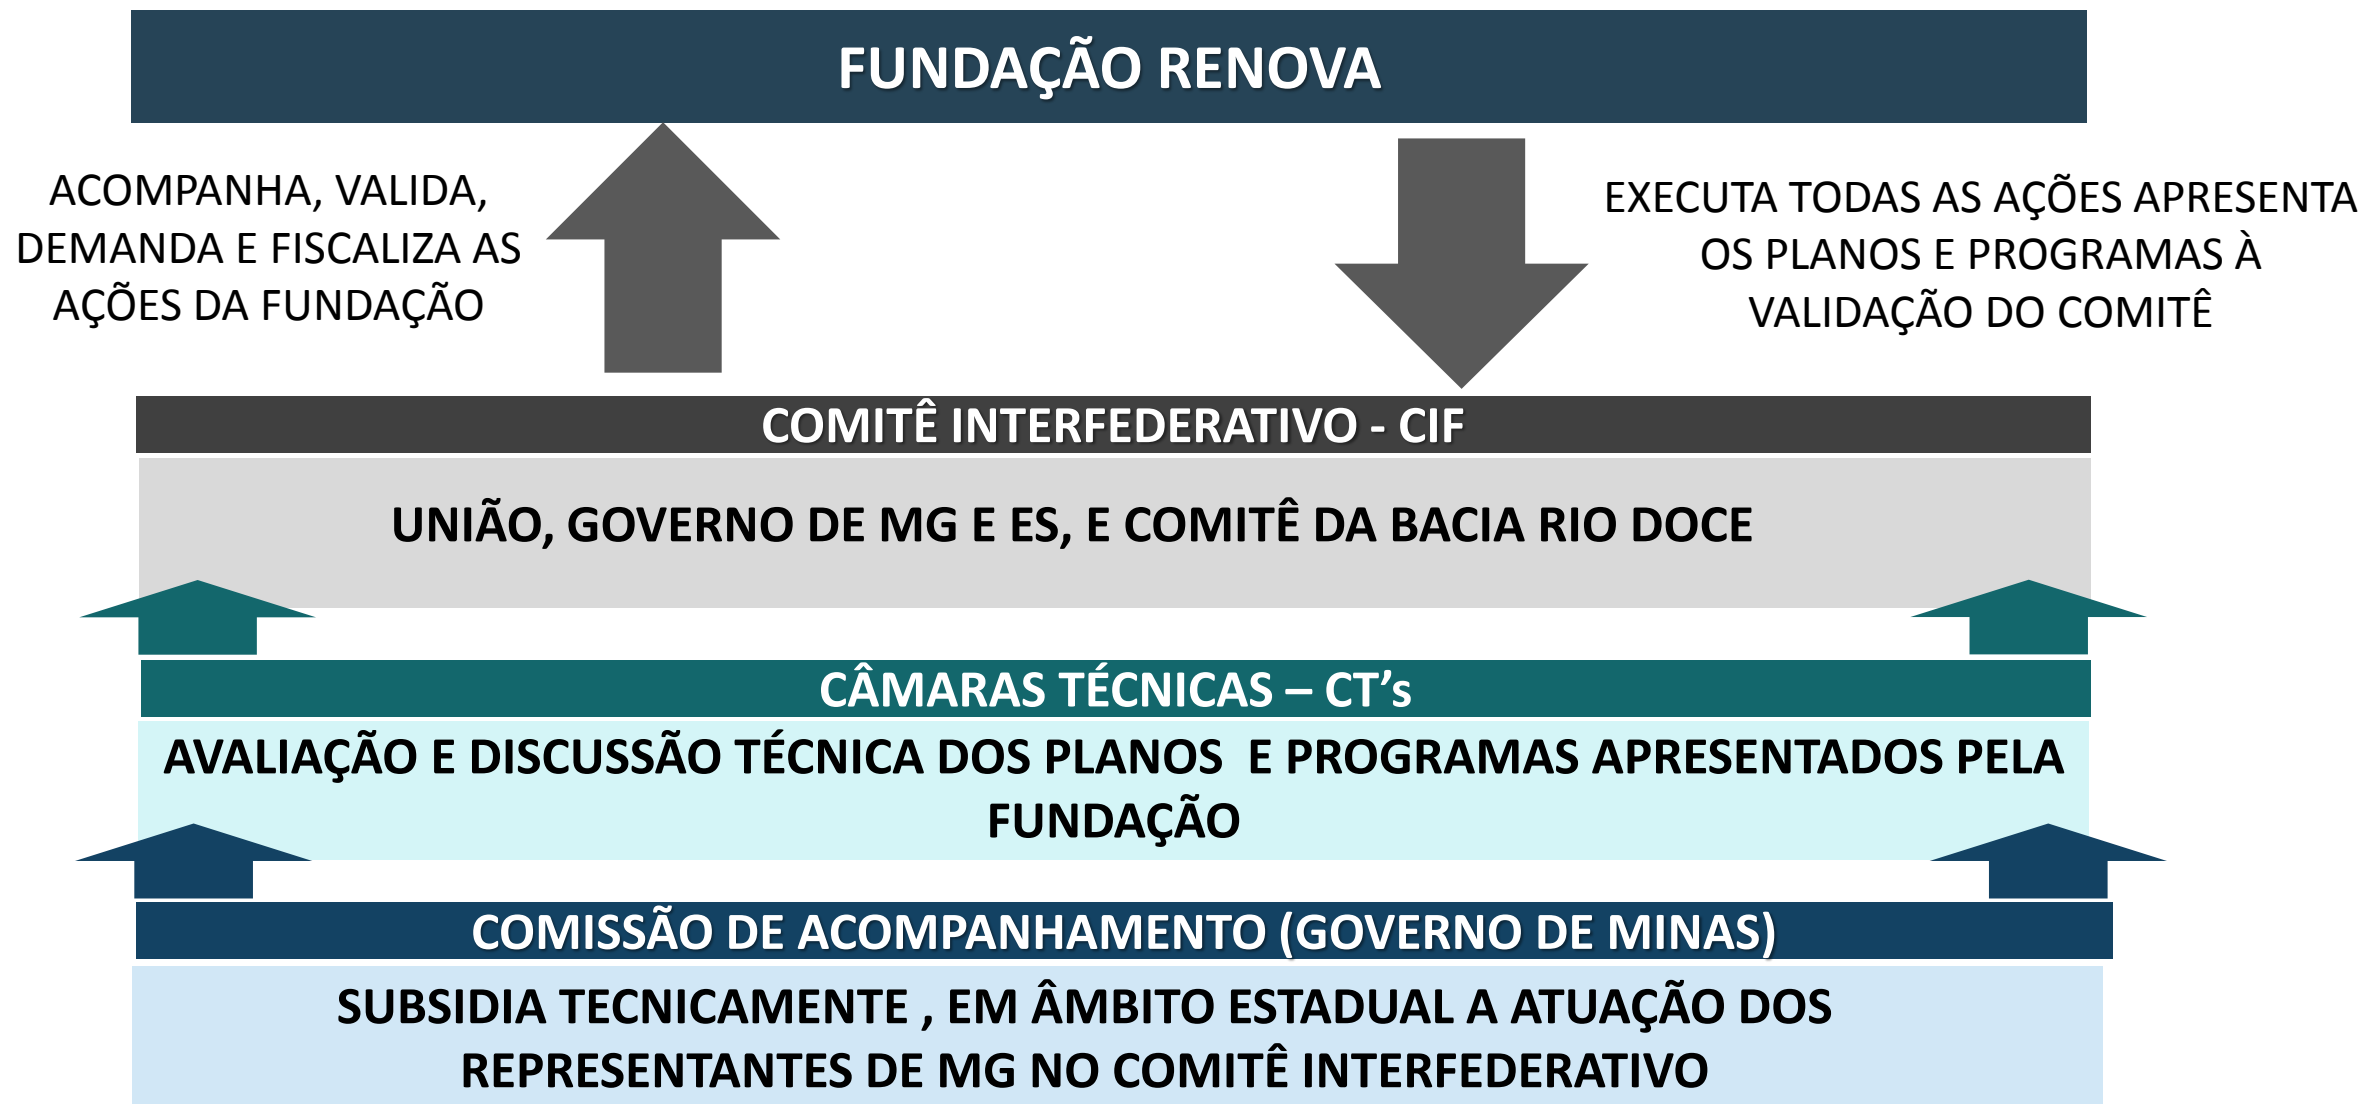 FUNDAÇÃO RENOVA
ACOMPANHA, VALIDA,
DEMANDA E FISCALIZA AS
AÇÕES DA FUNDAÇÃO
EXECUTA TODAS AS AÇÕES APRESENTA
OS PLANOS E PROGRAMAS À
VALIDAÇÃO DO COMITÊ
COMITÊ INTERFEDERATIVO - CIF
UNIÃO, GOVERNO DE MG E ES, E COMITÊ DA BACIA RIO DOCE
CÂMARAS TÉCNICAS – CT’s
AVALIAÇÃO E DISCUSSÃO TÉCNICA DOS PLANOS  E PROGRAMAS APRESENTADOS PELA
FUNDAÇÃO
COMISSÃO DE ACOMPANHAMENTO (GOVERNO DE MINAS)
SUBSIDIA TECNICAMENTE , EM ÂMBITO ESTADUAL A ATUAÇÃO DOS
REPRESENTANTES DE MG NO COMITÊ INTERFEDERATIVO